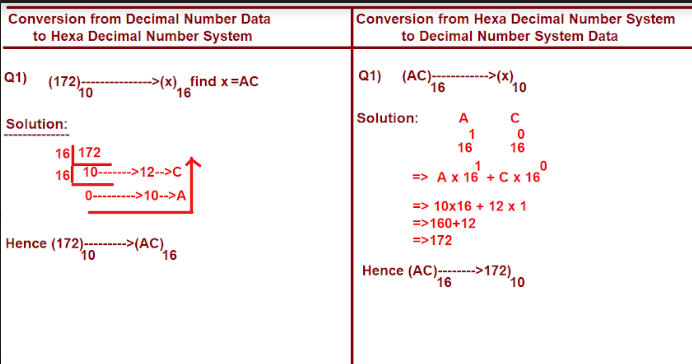 Conversion from Decimal Number Data
to Hexa Decimal Number System
Q1) (172)--------------->(x) find x=AC
10 16
Solution:
--------------
16 172
16 10------->12-->C
0--------->10-->A
Hence (172)--------->(AC)
10 16
Conversion from Hexa Decimal Number System
to Decimal Number System Data
Q1) (AC)------------>(x)
16 10
Solution: A C
1 0
16 16
1 0
=> A x 16 + C x 16
=> 10x16 + 12 x 1
=>160+12
=>172
Hence (AC)-------->172)
16 10